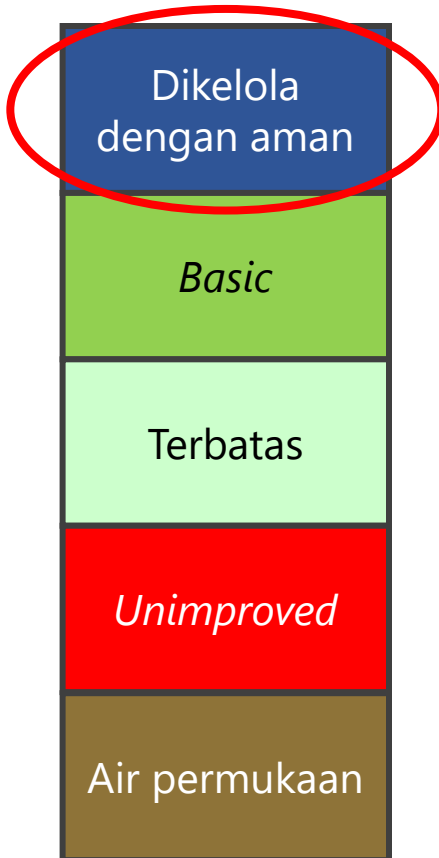 Dikelola
dengan aman
Basic
Terbatas
Unimproved
Air permukaan